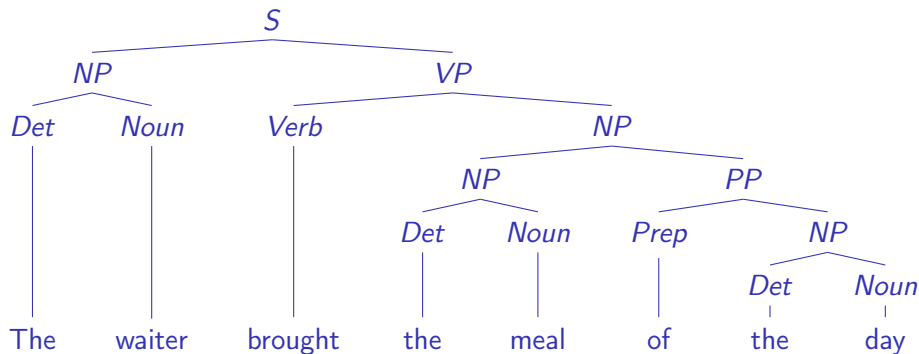 S
NP VP
Det Noun Verb NP
NP PP
Det Noun Prep NP
Det Noun
The waiter brought the meal of the day